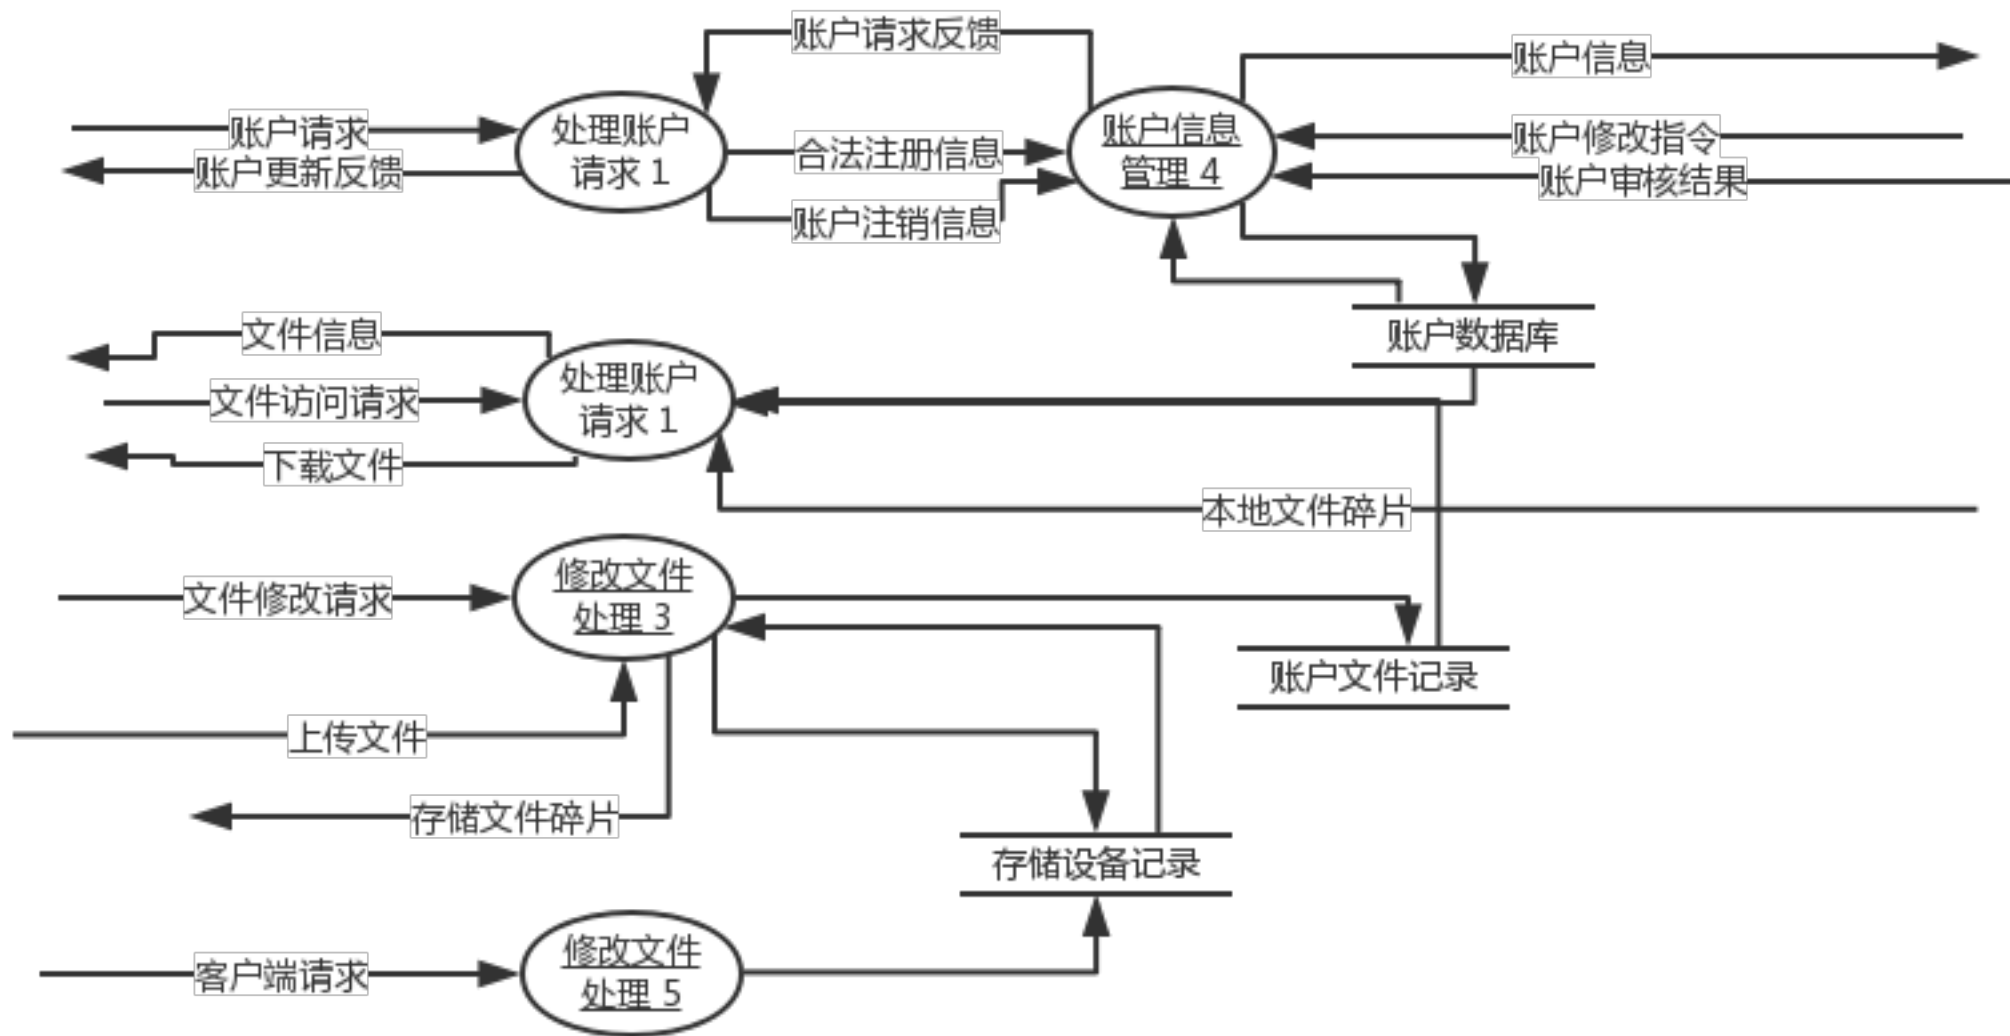 账户请求反馈
账户信息
账户请求
处理账户
请求 1
合法注册信息
账户信息
管理 4
账户修改指令
账户更新反馈
账户审核结果
账户注销信息
文件信息
账户数据库
处理账户
请求 1
文件访问请求
下载文件
本地文件碎片
修改文件
处理 3
文件修改请求
账户文件记录
上传文件
存储文件碎片
存储设备记录
修改文件
处理 5
客户端请求